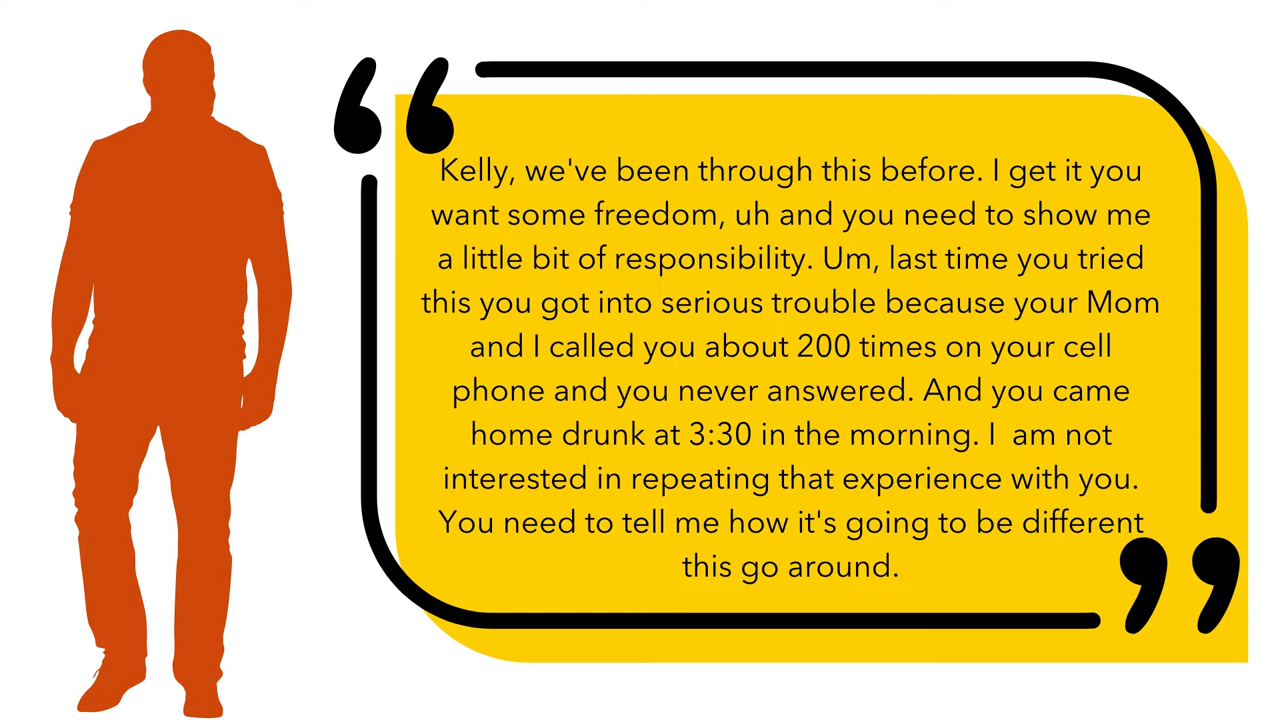 Kelly, we've been through this before. I get it you
want some freedom, uh and you need to show me
a little bit of responsibility. Um, last time you tried
this you got into serious trouble because your Mom
and I called you about 200 times on your cell
phone and you never answered. And you came
home drunk at 3:30 in the morning. I  am not
interested in repeating that experience with you.
You need to tell me how it's going to be different
this go around.